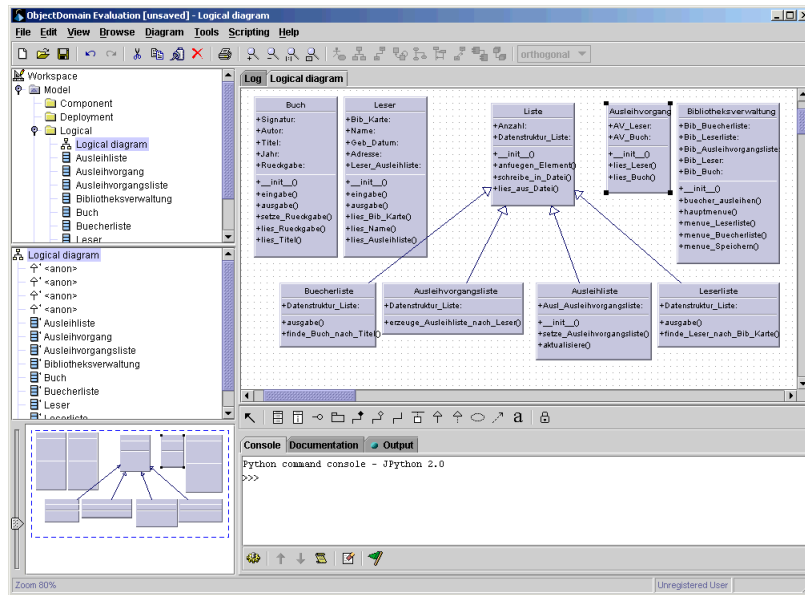 ObjectDomain Evaluation [unsaved] - Logical diagram
File Edit View Browse Diagram Tools Scripting Help
orthogonal
Workspace
Model
Component
Deployment
Logical
Logical diagram
Ausleihliste
Ausleihvorgang
Ausleihvorgangsliste
Bibliotheksverwaltung
Buch
Buecherliste
Leser
Logical diagram
<anon>
<anon>
<anon>
<anon>
Ausleihliste
Ausleihvorgang
Ausleihvorgangsliste
Bibliotheksverwaltung
Buch
Buecherliste
Leser
Leserliste
Log Logical diagram
Buch
+Signatur:
+Autor:
+Titel:
+Jahr:
+Rueckgabe:
+__init__()
+eingabe()
+ausgabe()
+setze_Rueckgabe()
+lies_Rueckgabe()
+lies_Titel()
Leser
+Bib_Karte:
+Name:
+Geb_Datum:
+Adresse:
+Leser_Ausleihliste:
+__init__()
+eingabe()
+ausgabe()
+lies_Bib_Karte()
+lies_Name()
+lies_Ausleihliste()
Liste
+Anzahl:
+Datenstruktur_Liste:
+__init__()
+anfuegen_Element()
+schreibe_in_Datei()
+lies_aus_Datei()
Ausleihvorgang
+AV_Leser:
+AV_Buch:
+__init__()
+lies_Leser()
+lies_Buch()
Bibliotheksverwaltung
+Bib_Buecherliste:
+Bib_Leserliste:
+Bib_Ausleihvorgangsliste:
+Bib_Leser:
+Bib_Buch:
+__init__()
+buecher_ausleihen()
+hauptmenue()
+menue_Leserliste()
+menue_Buecherliste()
+menue_Speichern()
Buecherliste
+Datenstruktur_Liste:
+ausgabe()
+finde_Buch_nach_Titel()
Ausleihvorgangsliste
+Datenstruktur_Liste:
+erzeuge_Ausleihliste_nach_Leser()
Ausleihliste
+Ausl_Ausleihvorgangsliste:
+__init__()
+setze_Ausleihvorgangsliste()
+aktualisiere()
Leserliste
+Datenstruktur_Liste:
+ausgabe()
+finde_Leser_nach_Bib_Karte()
a
Console Documentation Output
Python command console - JPython 2.0
>>>
Zoom 80%
Unregistered User